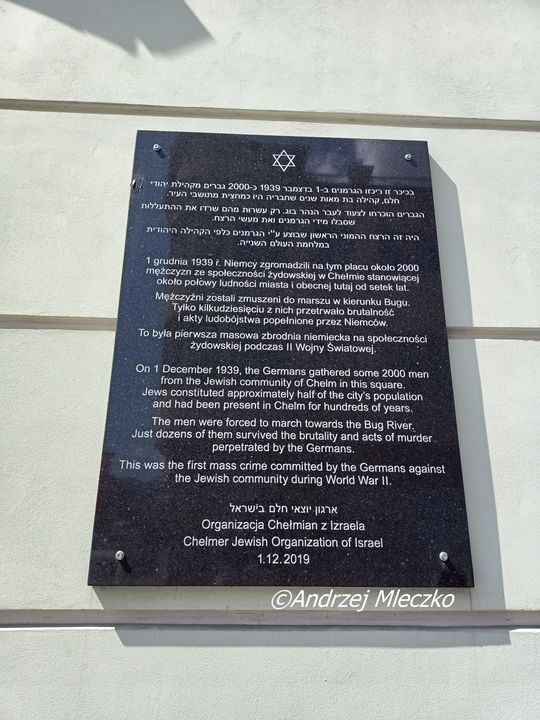 בכיכר זו ריכזו הגרמנים ב-1 בדצמבר 1939 כ-2000 גברים מקהילת יהודי
חלם, קהילה בת מאות שנים שחבריה היו כמחצית מתושבי העיר.
הגברים הוכרחו לצעוד לעבר הנהר בוג. רק עשרות מהם שרדו את ההתעללות
שסבלו מידי הגרמנים ואת מעשי הרצח.
היה זה הרצח ההמוני הראשון שבוצע ע"י הגרמנים כלפי הקהילה היהודית
במלחמת העולם השנייה.
1 grudnia 1939 r. Niemcy zgromadzili na tym placu około 2000
mężczyzn ze społeczności żydowskiej w Chełmie stanowiącej
około połowy ludności miasta i obecnej tutaj od setek lat.
Mężczyźni zostali zmuszeni do marszu w kierunku Bugu.
Tylko kilkudziesięciu z nich przetrwało brutalność
i akty ludobójstwa popełnione przez Niemców.
To była pierwsza masowa zbrodnia niemiecka na społeczności
żydowskiej podczas II Wojny Światowej.
On 1 December 1939, the Germans gathered some 2000 men
from the Jewish community of Chelm in this square.
Jews constituted approximately half of the city's population
and had been present in Chelm for hundreds of years.
The men were forced to march towards the Bug River.
Just dozens of them survived the brutality and acts of murder
perpetrated by the Germans.
This was the first mass crime committed by the Germans against
the Jewish community during World War II.
ארגון יוצאי חלם בישראל
Organizacja Chełmian z Izraela
Chelmer Jewish Organization of Israel
1.12.2019
©Andrzej Mleczko